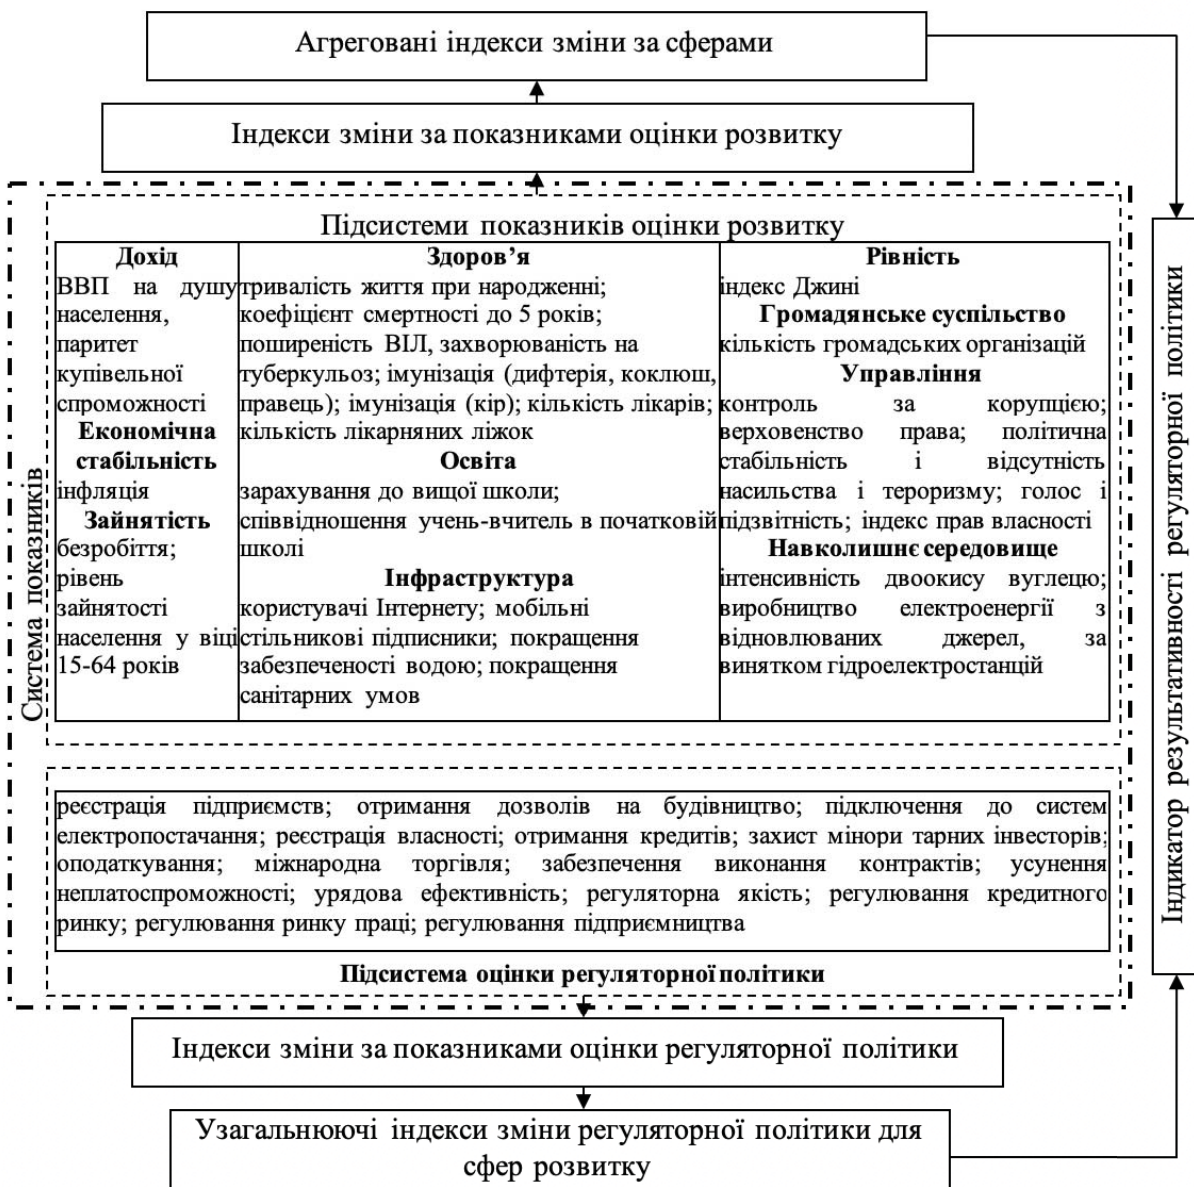 Агреговані індекси зміни за сферами
Індекси зміни за показниками оцінки розвитку
Система показників
Підсистеми показників оцінки розвитку
Дохід
ВВП на душу
населення,
паритет
купівельної
спроможності
Економічна
стабільність
інфляція
Зайнятість
безробіття;
рівень
зайнятості
населення у віці
15-64 років
Здоров’я
тривалість життя при народженні;
коефіцієнт смертності до 5 років;
поширеність ВІЛ, захворюваність на
туберкульоз; імунізація (дифтерія, коклюш,
правець); імунізація (кір); кількість лікарів;
кількість лікарняних ліжок
Освіта
зарахування до вищої школи;
співвідношення учень-вчитель в початковій
школі
Інфраструктура
користувачі Інтернету; мобільні
стільникові підписники; покращення
забезпеченості водою; покращення
санітарних умов
Рівність
індекс Джині
Громадянське суспільство
кількість громадських організацій
Управління
контроль за корупцією;
верховенство права; політична
стабільність і відсутність
насильства і тероризму; голос і
підзвітність; індекс прав власності
Навколишнє середовище
інтенсивність двоокису вуглецю;
виробництво електроенергії з
відновлюваних джерел, за
винятком гідроелектростанцій
реєстрація підприємств; отримання дозволів на будівництво; підключення до систем
електропостачання; реєстрація власності; отримання кредитів; захист мінори тарних інвесторів;
оподаткування; міжнародна торгівля; забезпечення виконання контрактів; усунення
неплатоспроможності; урядова ефективність; регуляторна якість; регулювання кредитного
ринку; регулювання ринку праці; регулювання підприємництва
Підсистема оцінки регуляторної політики
Індекси зміни за показниками оцінки регуляторної політики
Узагальнюючі індекси зміни регуляторної політики для
сфер розвитку
Індикатор результативності регуляторної політики